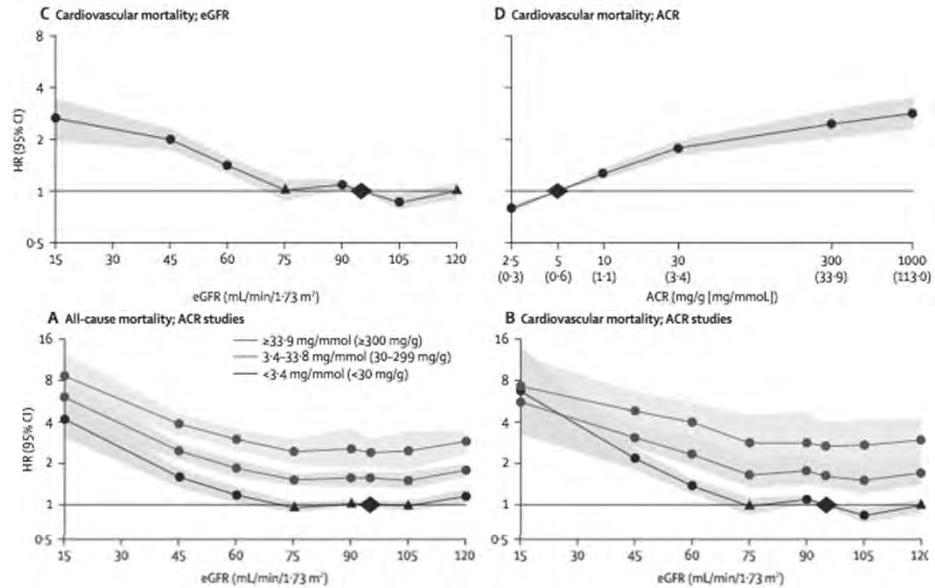 C Cardiovascular mortality; eGFR
8
4
2
1
0·5
HR (95% CI)
15 30 45 60 75 90 105 120
eGFR (mL/min/1·73 m²)
D Cardiovascular mortality; ACR
2·5 5 10 30 300 1000
(0·3) (0·6) (1·1) (3·4) (33·9) (113·0)
ACR (mg/g [mg/mmoL])
A All-cause mortality; ACR studies
≥33·9 mg/mmol (≥300 mg/g)
3·4–33·8 mg/mmol (30–299 mg/g)
<3·4 mg/mmol (<30 mg/g)
16
8
4
2
1
0·5
HR (95% CI)
15 30 45 60 75 90 105 120
eGFR (mL/min/1·73 m²)
B Cardiovascular mortality; ACR studies
16
8
4
2
1
0·5
15 30 45 60 75 90 105 120
eGFR (mL/min/1·73 m²)